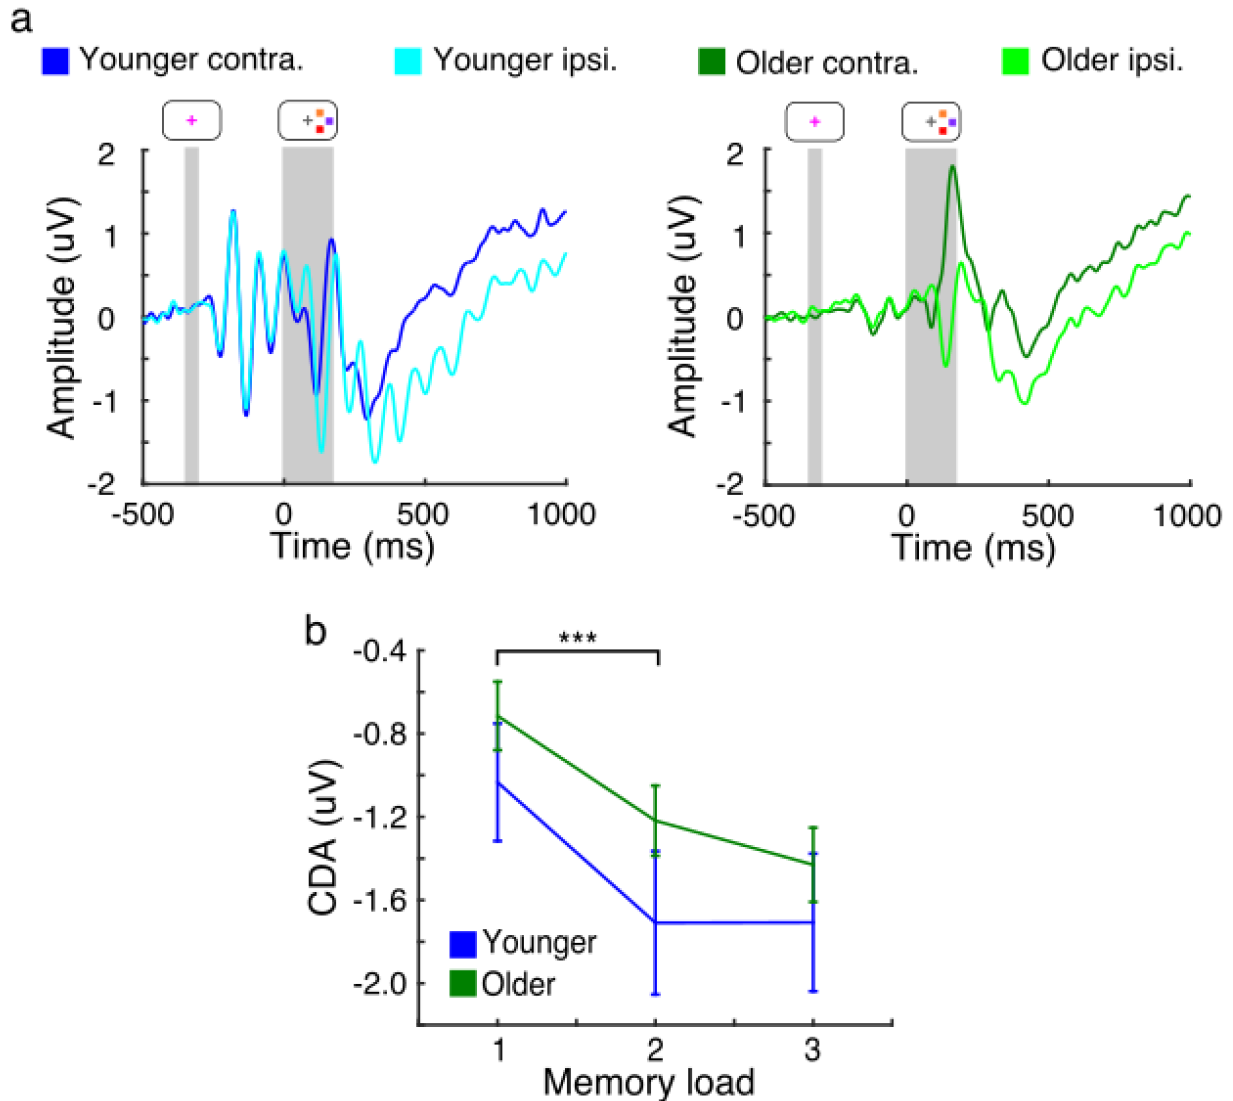 a
Younger contra. Younger ipsi. Older contra. Older ipsi.
2 2
1 1
0 0
-1 -1
-2 -2
Amplitude (uV) Amplitude (uV)
-500 0 500 1000 -500 0 500 1000
Time (ms) Time (ms)
b
***
-0.4
-0.8
-1.2
-1.6
-2.0
CDA (uV)
Younger
Older
1 2 3
Memory load